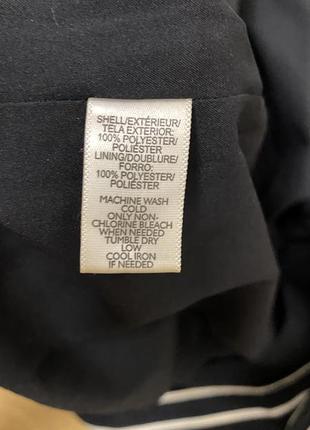 SHELL/EXTÉRIEUR/
TELA EXTERIOR:
100% POLYESTER/
POLIÉSTER
LINING/DOUBLURE/
FORRO:
100% POLYESTER/
POLIÉSTER
MACHINE WASH
COLD
ONLY NON-
CHLORINE BLEACH
WHEN NEEDED
TUMBLE DRY
LOW
COOL IRON
IF NEEDED